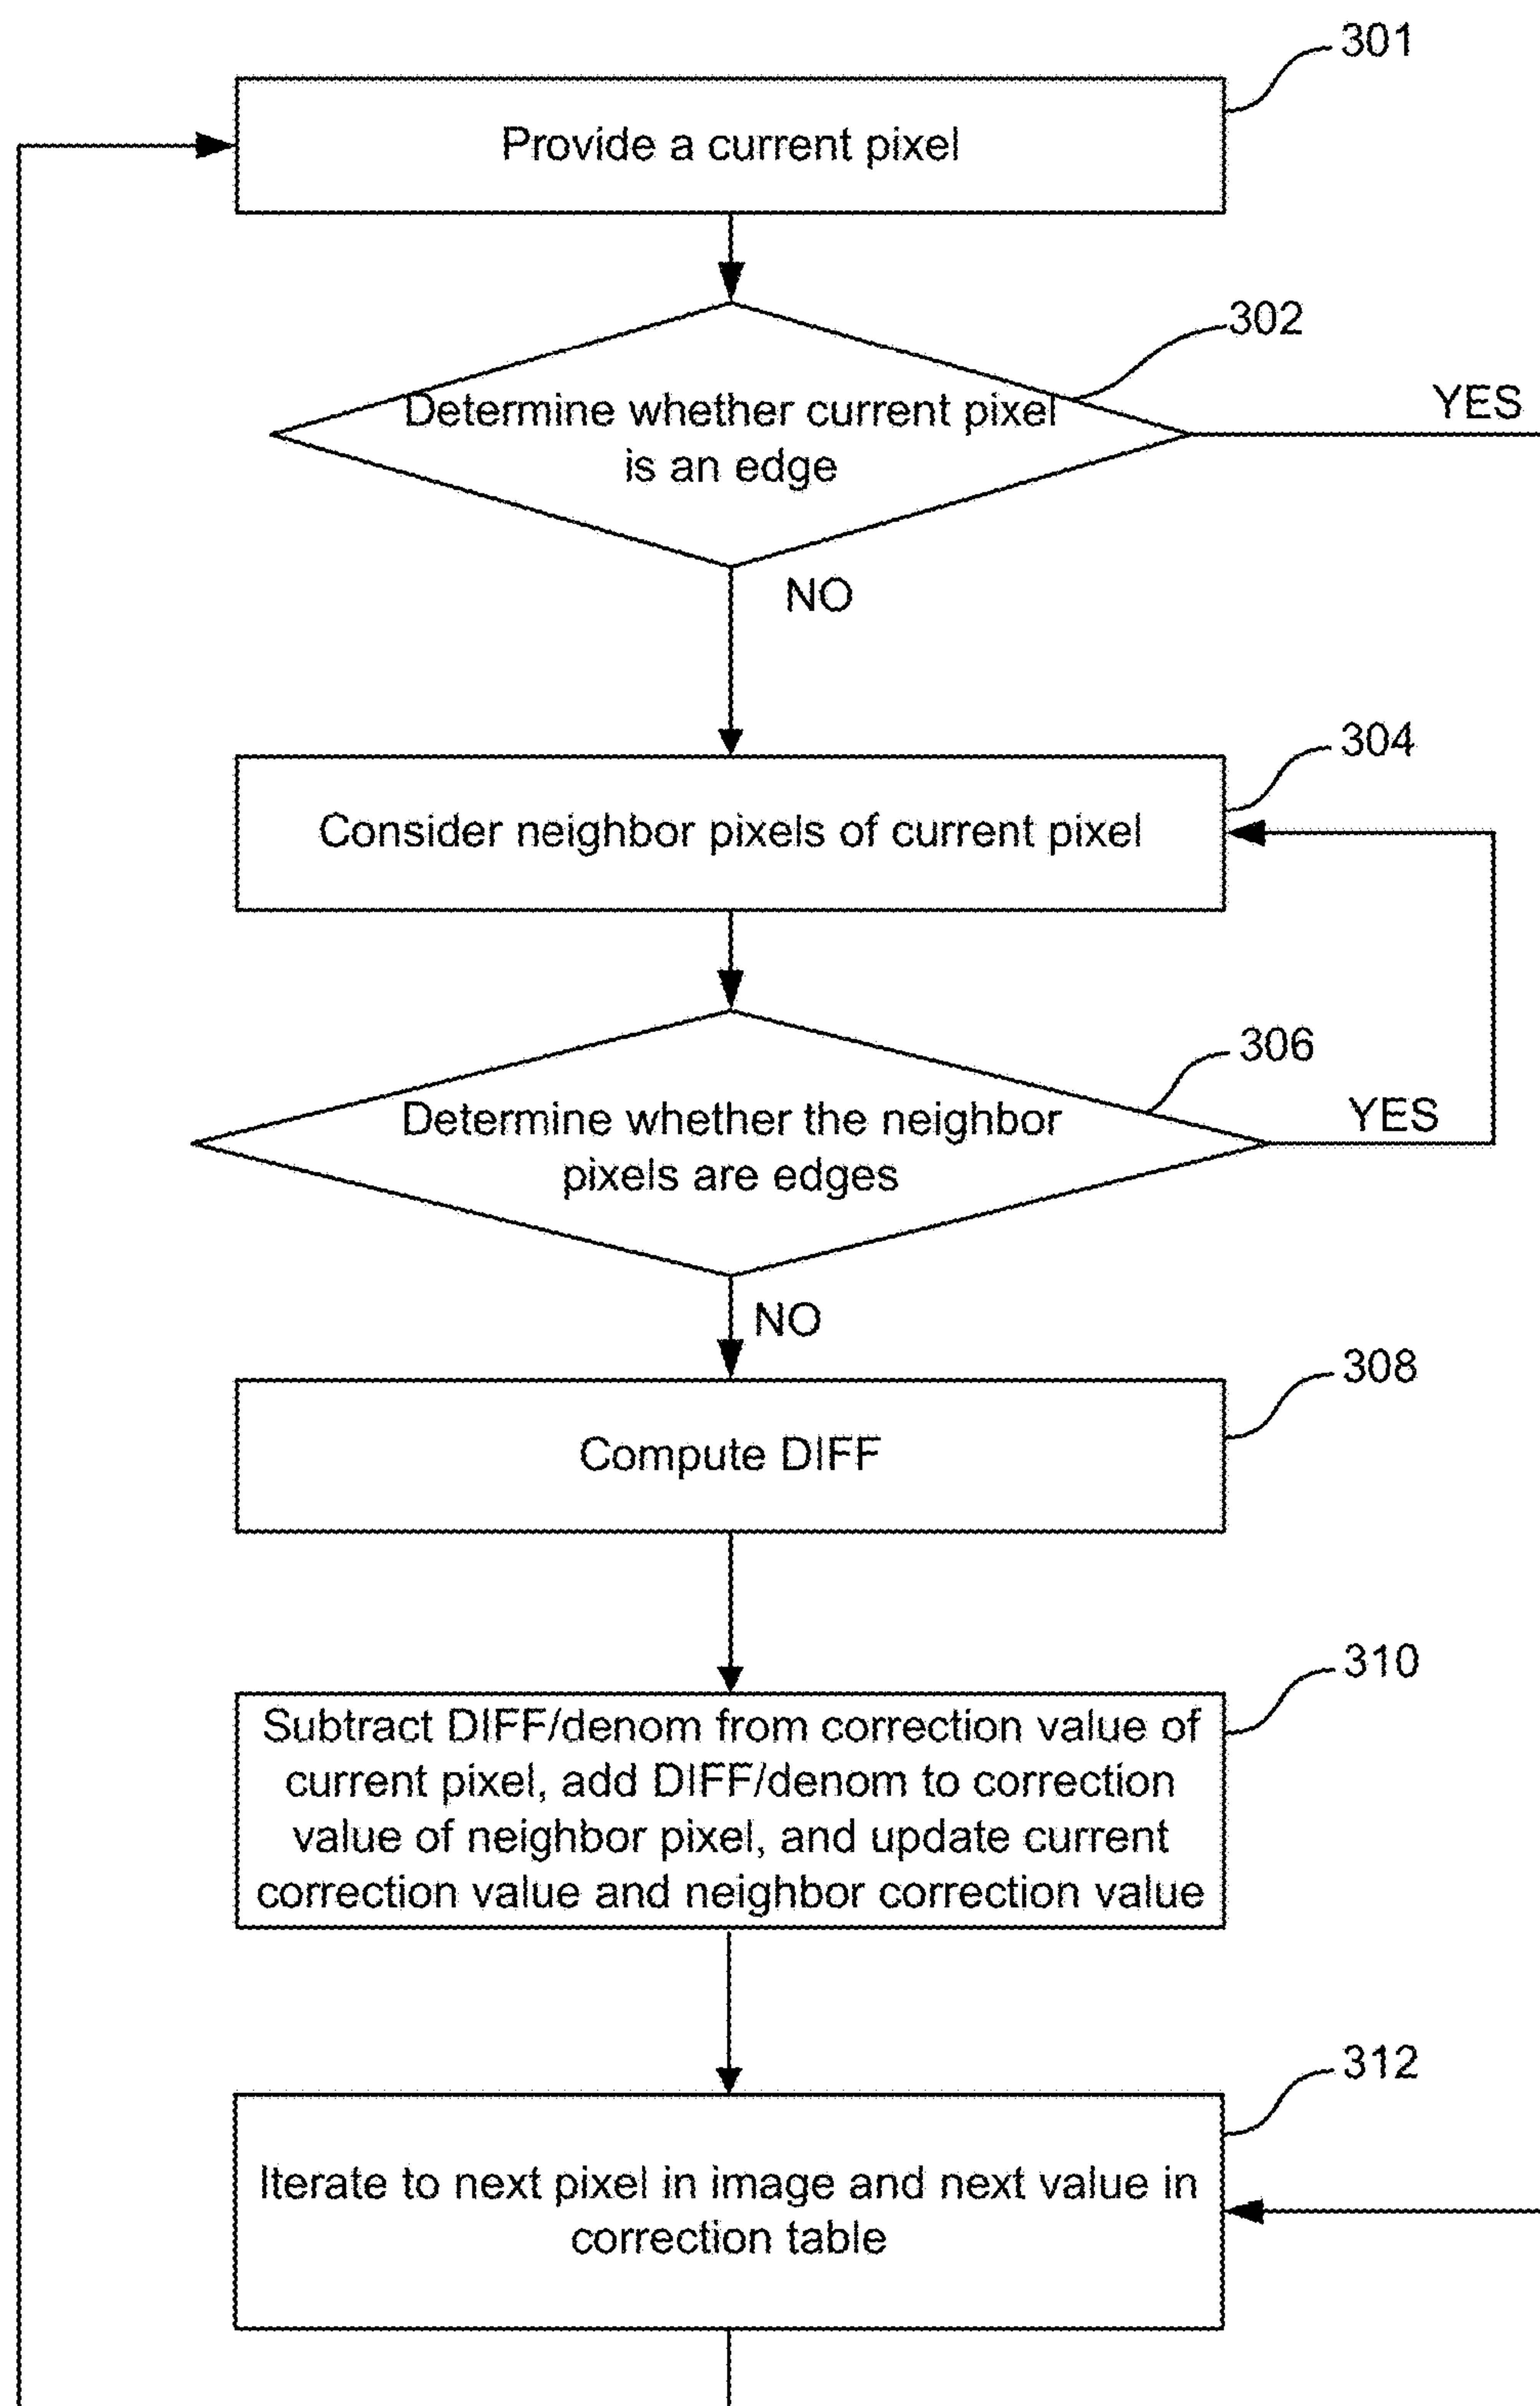 301
Provide a current pixel
302
Determine whether current pixel
is an edge
YES
NO
304
Consider neighbor pixels of current pixel
306
Determine whether the neighbor
pixels are edges
YES
NO
308
Compute DIFF
310
Subtract DIFF/denom from correction value of
current pixel, add DIFF/denom to correction
value of neighbor pixel, and update current
correction value and neighbor correction value
312
Iterate to next pixel in image and next value in
correction table